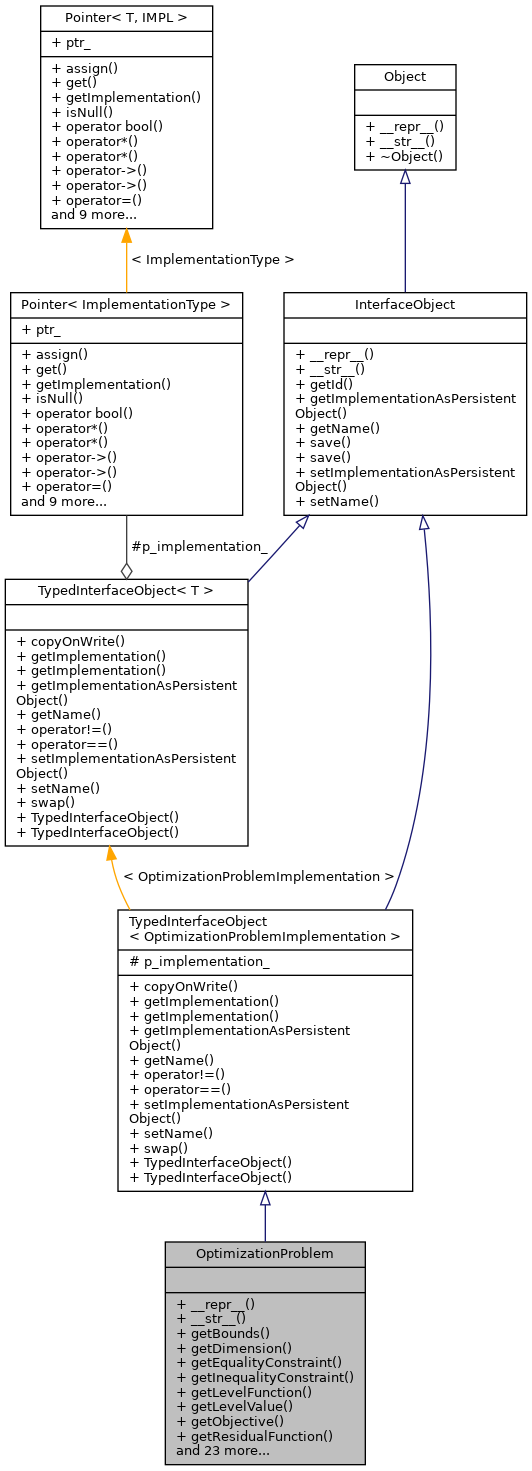 Pointer< T, IMPL >
+ ptr_
+ assign()
+ get()
+ getImplementation()
+ isNull()
+ operator bool()
+ operator*()
+ operator*()
+ operator->()
+ operator->()
+ operator=()
and 9 more...
Object
+ __repr__()
+ __str__()
+ ~Object()
< ImplementationType >
Pointer< ImplementationType >
+ ptr_
+ assign()
+ get()
+ getImplementation()
+ isNull()
+ operator bool()
+ operator*()
+ operator*()
+ operator->()
+ operator->()
+ operator=()
and 9 more...
InterfaceObject
+ __repr__()
+ __str__()
+ getId()
+ getImplementationAsPersistent
Object()
+ getName()
+ save()
+ save()
+ setImplementationAsPersistent
Object()
+ setName()
#p_implementation_
TypedInterfaceObject< T >
+ copyOnWrite()
+ getImplementation()
+ getImplementation()
+ getImplementationAsPersistent
Object()
+ getName()
+ operator!=()
+ operator==()
+ setImplementationAsPersistent
Object()
+ setName()
+ swap()
+ TypedInterfaceObject()
+ TypedInterfaceObject()
< OptimizationProblemImplementation >
TypedInterfaceObject
< OptimizationProblemImplementation >
# p_implementation_
+ copyOnWrite()
+ getImplementation()
+ getImplementation()
+ getImplementationAsPersistent
Object()
+ getName()
+ operator!=()
+ operator==()
+ setImplementationAsPersistent
Object()
+ setName()
+ swap()
+ TypedInterfaceObject()
+ TypedInterfaceObject()
OptimizationProblem
+ __repr__()
+ __str__()
+ getBounds()
+ getDimension()
+ getEqualityConstraint()
+ getInequalityConstraint()
+ getLevelFunction()
+ getLevelValue()
+ getObjective()
+ getResidualFunction()
and 23 more...